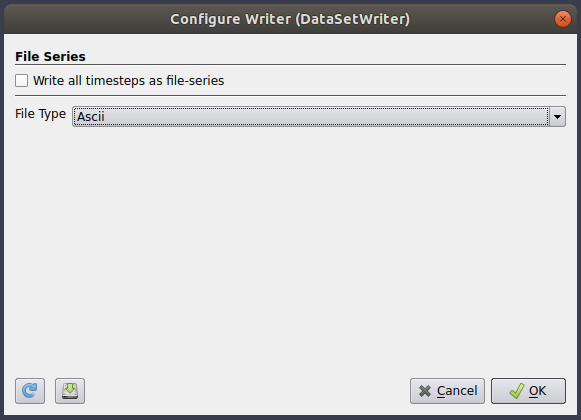 Configure Writer (DataSetWriter)
File Series
Write all timesteps as file-series
File Type Ascii
Cancel OK